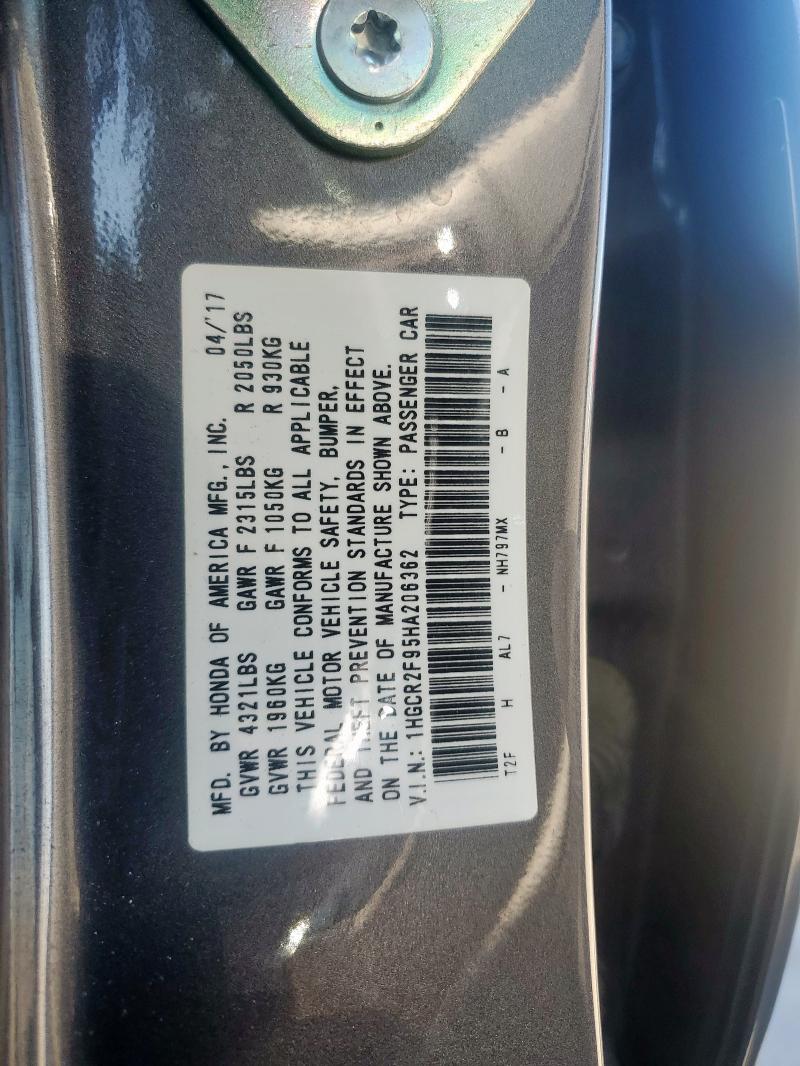 MFD. BY HONDA OF AMERICA MFG., INC. 04/'17
GVWR 4321LBS GAWR F 2315LBS R 2050LBS
GVWR 1960KG GAWR F 1050KG R 930KG
THIS VEHICLE CONFORMS TO ALL APPLICABLE
FEDERAL MOTOR VEHICLE SAFETY, BUMPER,
AND THEFT PREVENTION STANDARDS IN EFFECT
ON THE DATE OF MANUFACTURE SHOWN ABOVE.
V.I.N.: 1HGCR2F95HA206362 TYPE: PASSENGER CAR
T2F H AL7 - NH797MX - B - A